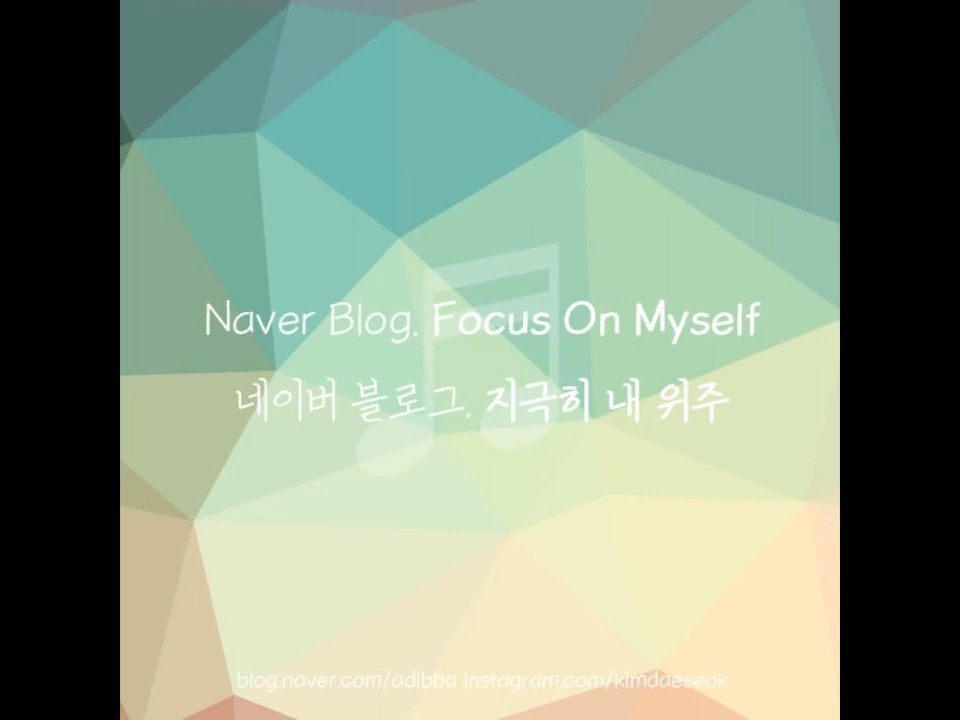 Naver Blog. Focus On Myself
네이버 블로그. 지극히 내 위주
blog.naver.com/adibba instagram.com/kimdaeseok